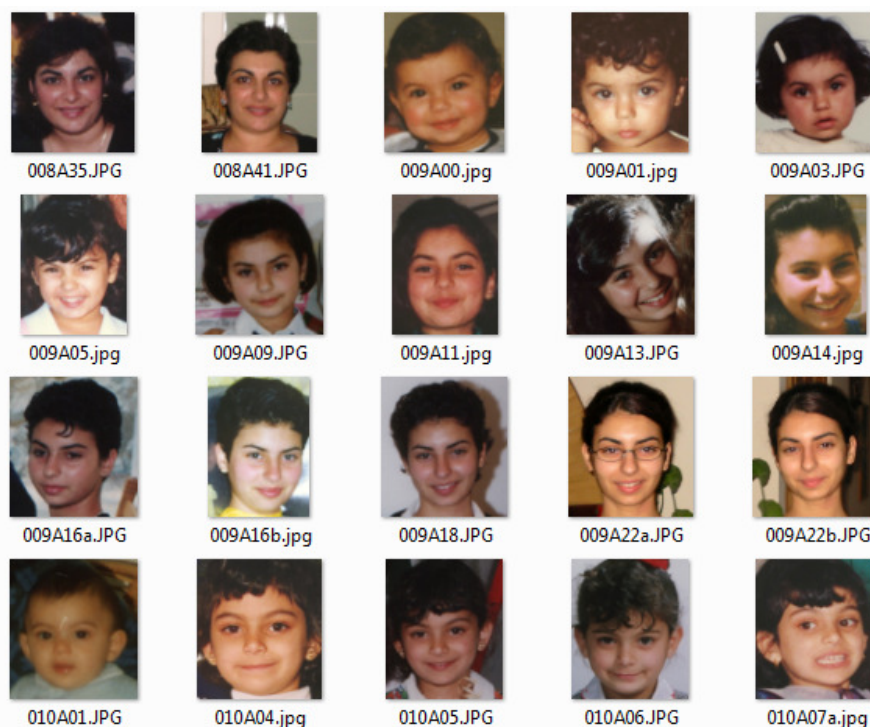 008A35.JPG 008A41.JPG 009A00.jpg 009A01.jpg 009A03.JPG
009A05.jpg 009A09.JPG 009A11.jpg 009A13.JPG 009A14.jpg
009A16a.JPG 009A16b.jpg 009A18.JPG 009A22a.JPG 009A22b.JPG
010A01.JPG 010A04.jpg 010A05.JPG 010A06.JPG 010A07a.jpg